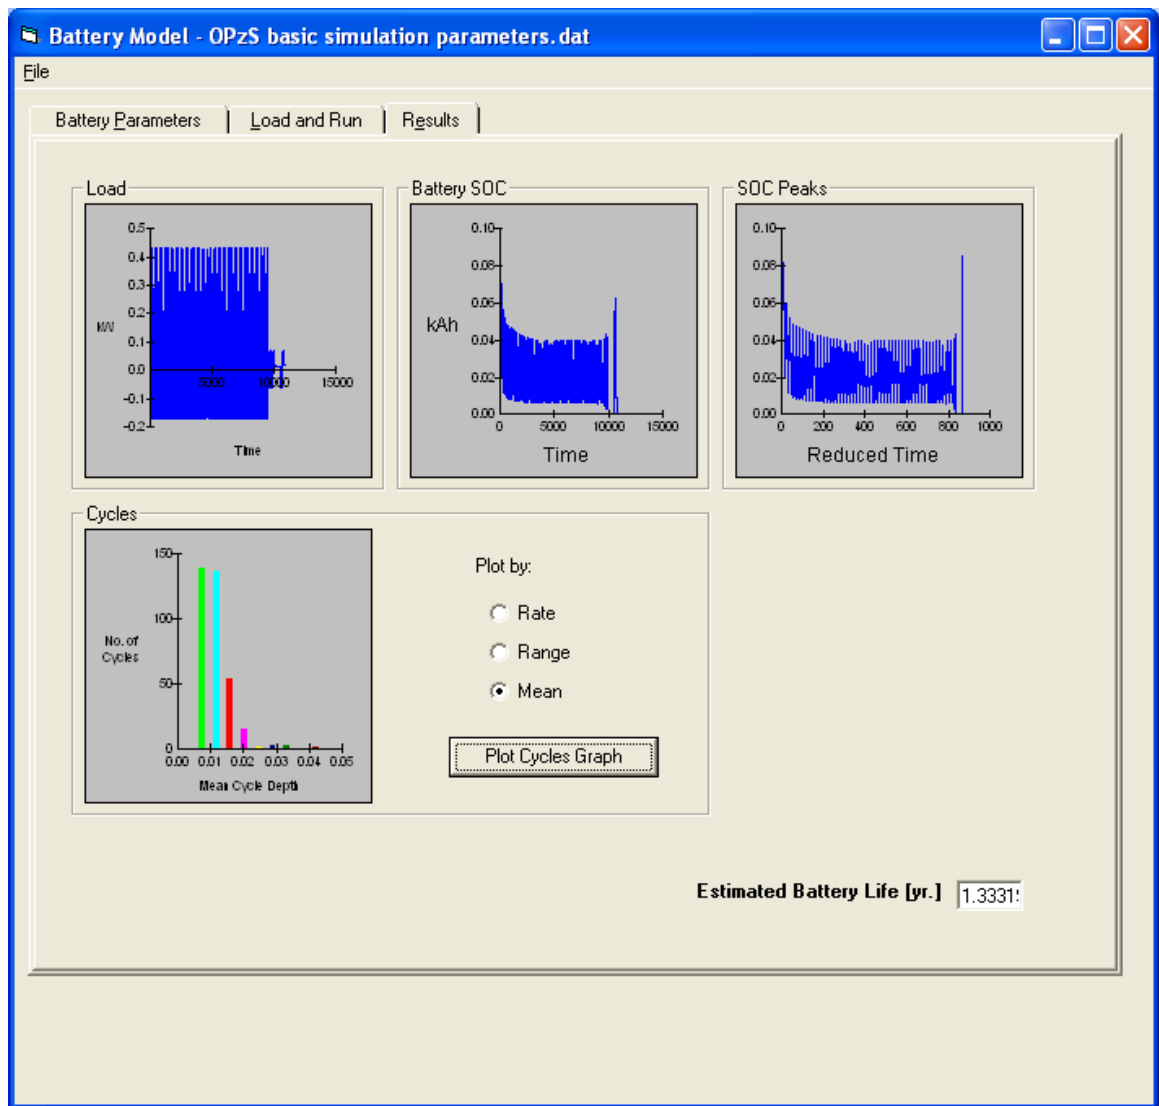 Battery Model - OPzS basic simulation parameters.dat
File
Battery Parameters
Load and Run
Results
Load
0.5
0.4
0.3
0.2
0.1
0.0
-0.1
-0.2
kW
5000
10000
15000
Time
Battery SOC
0.10
0.08
0.06
0.04
0.02
0.00
kAh
0
5000
10000
15000
Time
SOC Peaks
0.10
0.08
0.06
0.04
0.02
0.00
0
200
400
600
800
1000
Reduced Time
Cycles
150
100
50
0
No. of
Cycles
0.00 0.01 0.02 0.03 0.04 0.05
Mean Cycle Depth
Plot by:
Rate
Range
Mean
Plot Cycles Graph
Estimated Battery Life [yr.]
1.3331